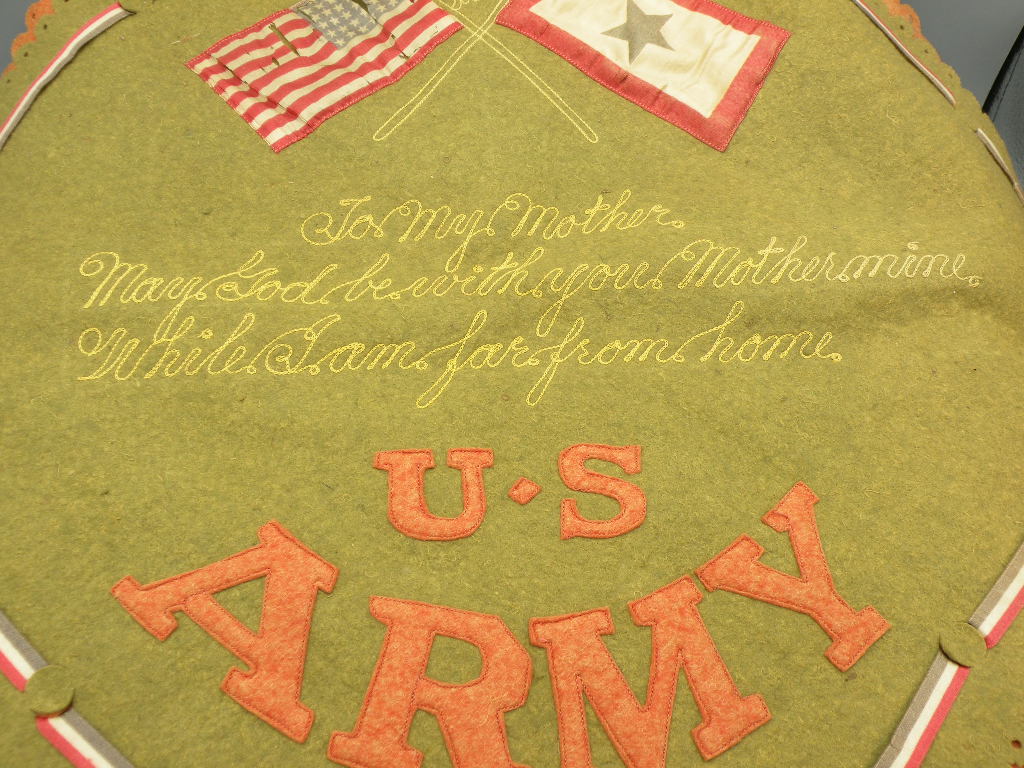 To My Mother.
May God be with you Mother mine.
While I am far from home.
U·S
ARMY